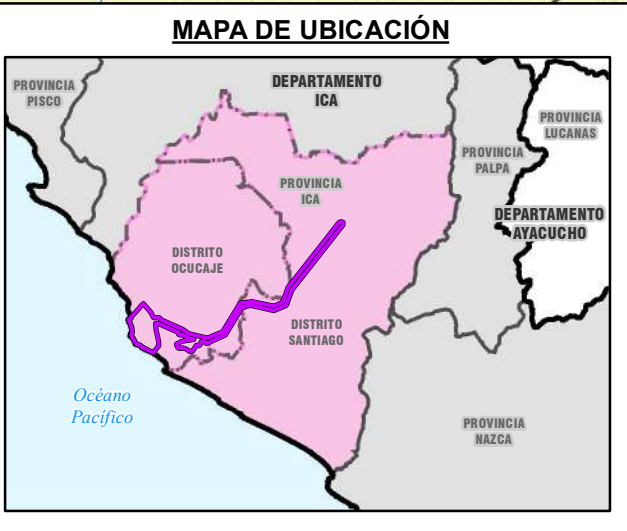 MAPA DE UBICACIÓN
PROVINCIA
PISCO
DEPARTAMENTO
ICA
PROVINCIA
LUCANAS
PROVINCIA
PALPA
PROVINCIA
ICA
DEPARTAMENTO
AYACUCHO
DISTRITO
OCUCAJE
DISTRITO
SANTIAGO
Océano
Pacífico
PROVINCIA
NAZCA